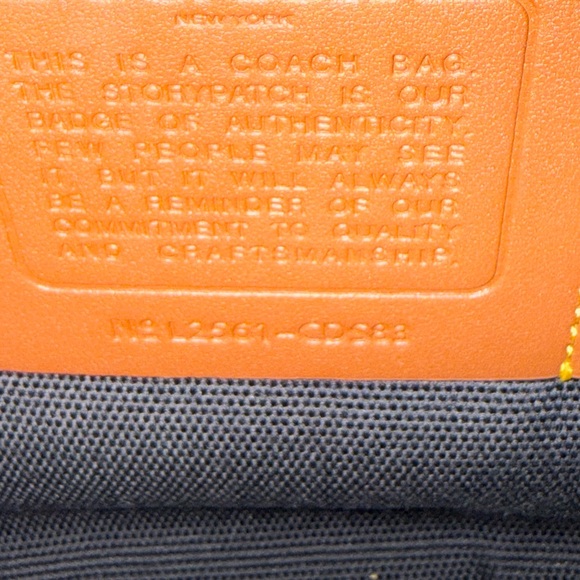 NEW YORK
THIS IS A COACH BAG.
THE STORYPATCH IS OUR
BADGE OF AUTHENTICITY.
FEW PEOPLE MAY SEE
IT BUT IT WILL ALWAYS
BE A REMINDER OF OUR
COMMITMENT TO QUALITY
AND CRAFTSMANSHIP.